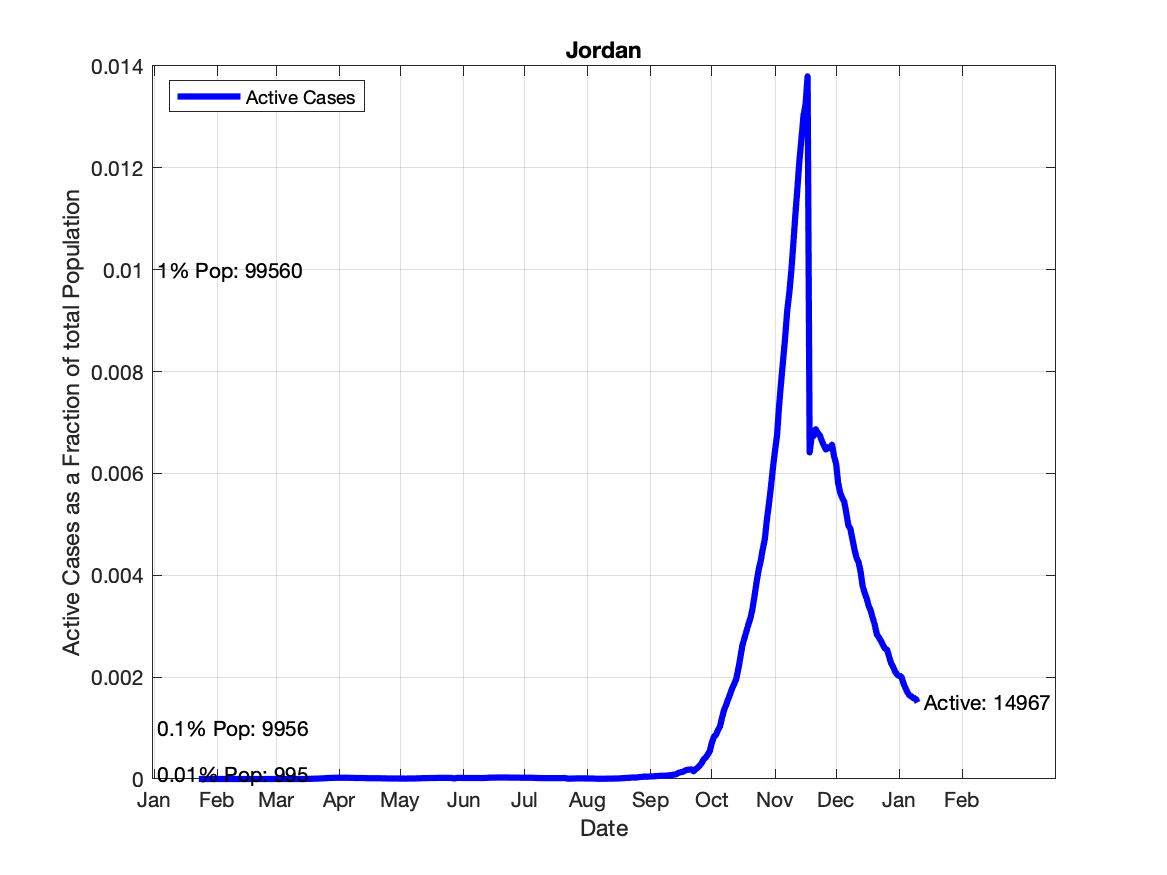 Jordan
Active Cases
Active Cases as a Fraction of total Population
0.014
0.012
0.01
0.008
0.006
0.004
0.002
0
1% Pop: 99560
0.1% Pop: 9956
0.01% Pop: 995
Active: 14967
Jan Feb Mar Apr May Jun Jul Aug Sep Oct Nov Dec Jan Feb
Date